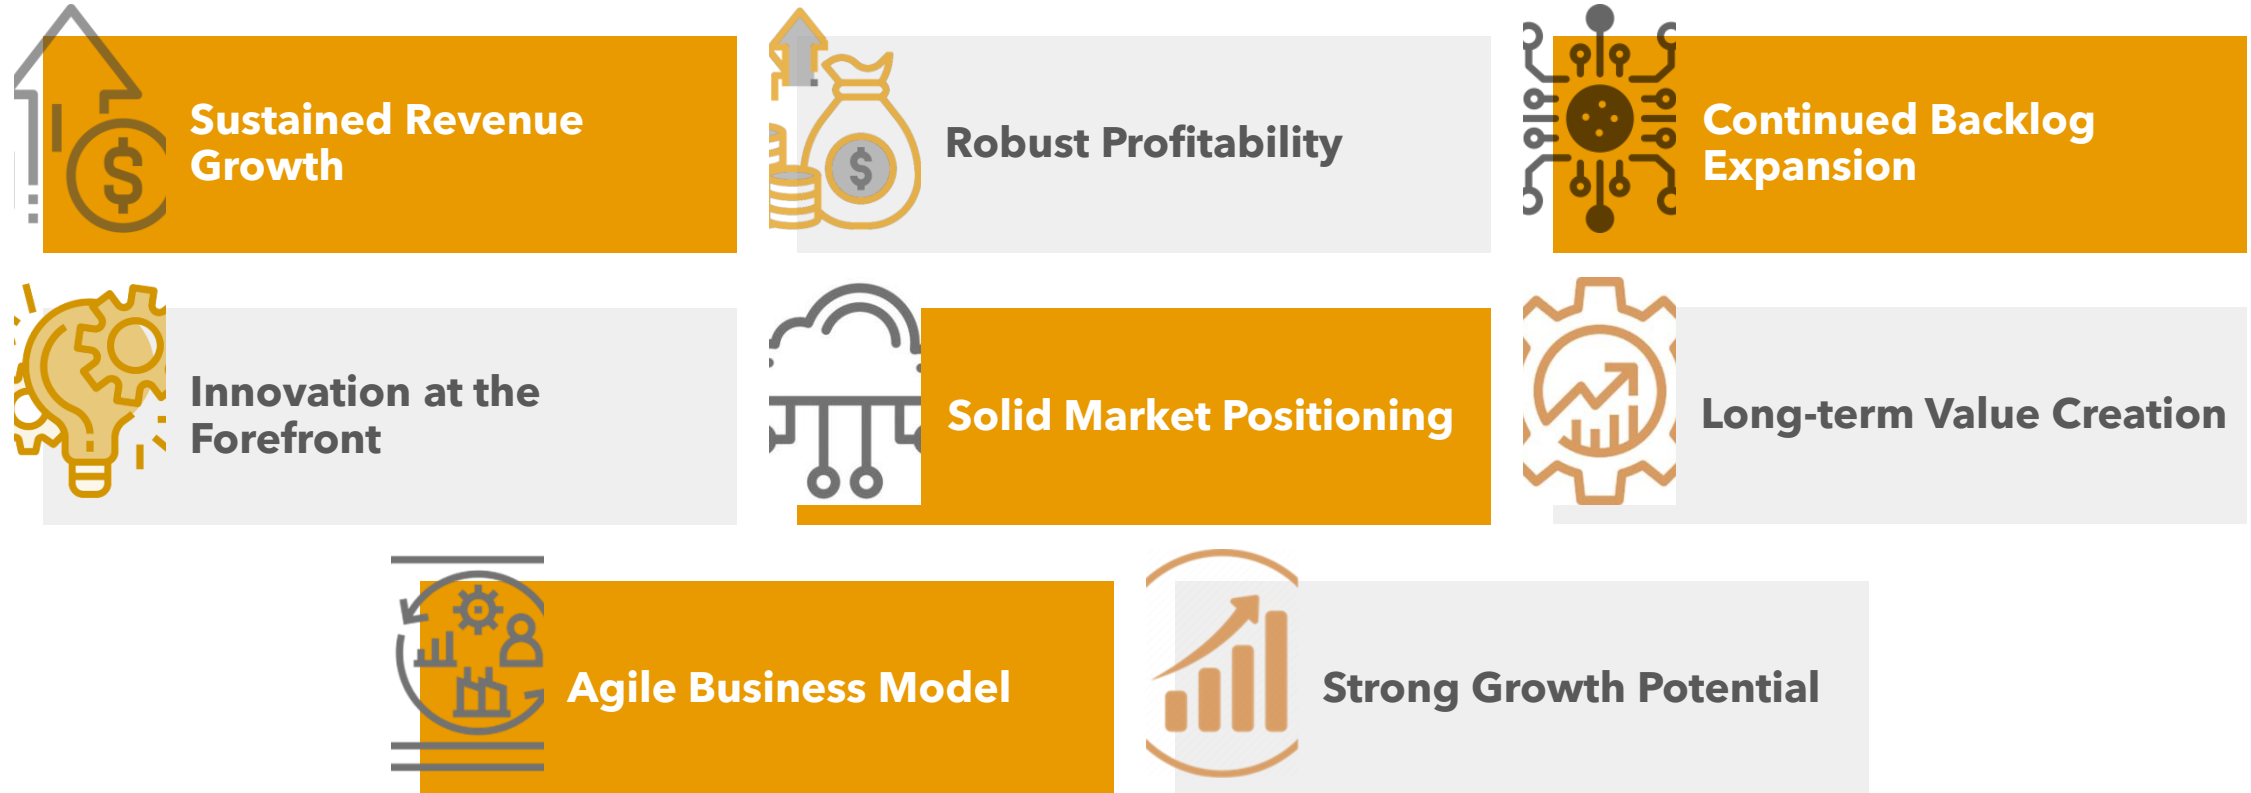 Sustained Revenue
Growth
Robust Profitability
Continued Backlog
Expansion
Innovation at the
Forefront
Solid Market Positioning
Long-term Value Creation
Agile Business Model
Strong Growth Potential